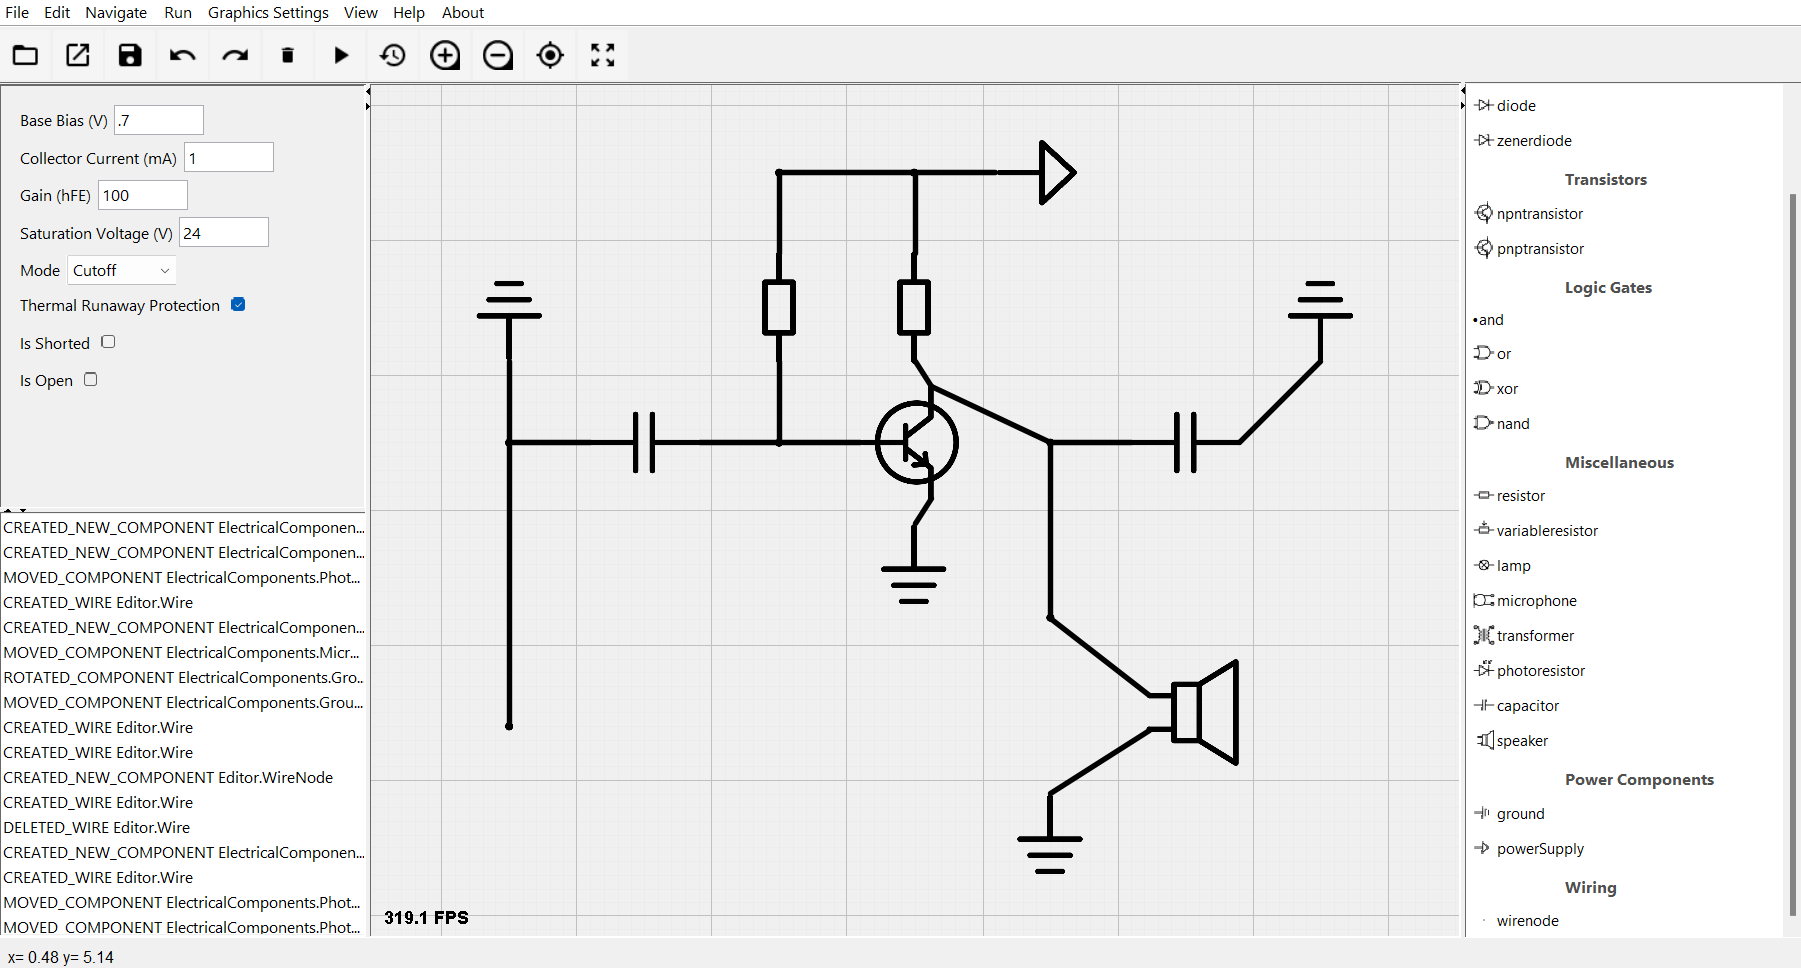 File Edit Navigate Run Graphics Settings View Help About
Base Bias (V) .7
Collector Current (mA) 1
Gain (hFE) 100
Saturation Voltage (V) 24
Mode Cutoff
Thermal Runaway Protection
Is Shorted
Is Open
CREATED_NEW_COMPONENT ElectricalComponen...
CREATED_NEW_COMPONENT ElectricalComponen...
MOVED_COMPONENT ElectricalComponents.Phot...
CREATED_WIRE Editor.Wire
CREATED_NEW_COMPONENT ElectricalComponen...
MOVED_COMPONENT ElectricalComponents.Micr...
ROTATED_COMPONENT ElectricalComponents.Gro...
MOVED_COMPONENT ElectricalComponents.Grou...
CREATED_WIRE Editor.Wire
CREATED_WIRE Editor.Wire
CREATED_NEW_COMPONENT Editor.WireNode
CREATED_WIRE Editor.Wire
DELETED_WIRE Editor.Wire
CREATED_NEW_COMPONENT ElectricalComponen...
CREATED_WIRE Editor.Wire
MOVED_COMPONENT ElectricalComponents.Phot...
MOVED_COMPONENT ElectricalComponents.Phot...
319.1 FPS
diode
zenerdiode
Transistors
npntransistor
pnptransistor
Logic Gates
•and
or
xor
nand
Miscellaneous
resistor
variableresistor
lamp
microphone
transformer
photoresistor
capacitor
speaker
Power Components
ground
powerSupply
Wiring
wirenode
x= 0.48 y= 5.14